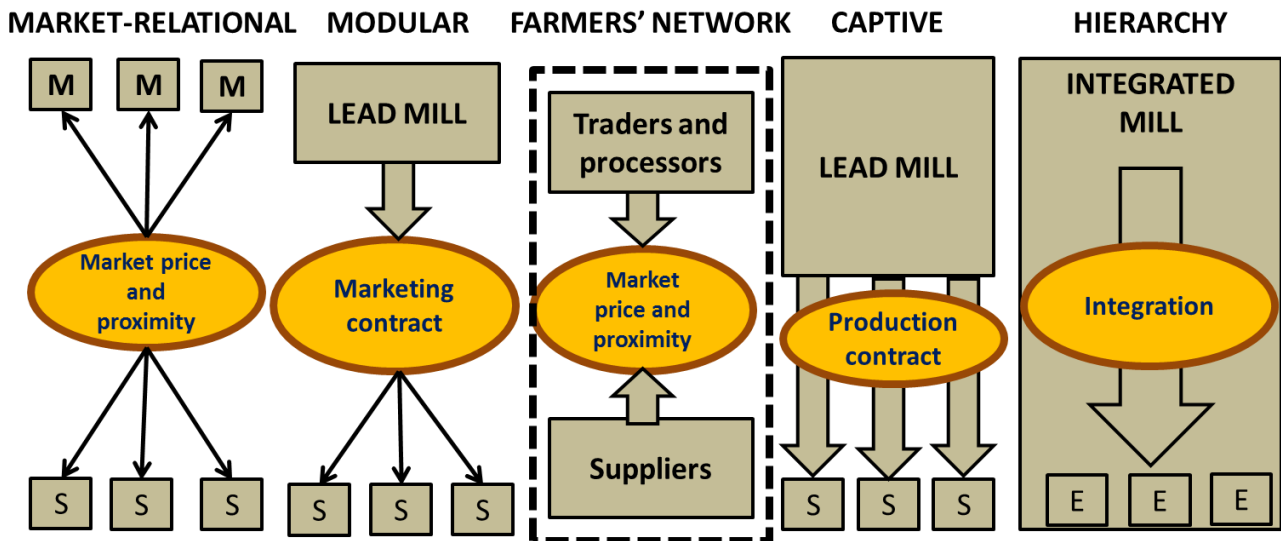 MARKET-RELATIONAL
MODULAR
FARMERS’ NETWORK
CAPTIVE
HIERARCHY
M
M
M
LEAD MILL
Traders and
processors
LEAD MILL
INTEGRATED
MILL
Market price
and
proximity
Marketing
contract
Market
price and
proximity
Production
contract
Integration
Suppliers
S
S
S
S
S
S
S
S
S
E
E
E